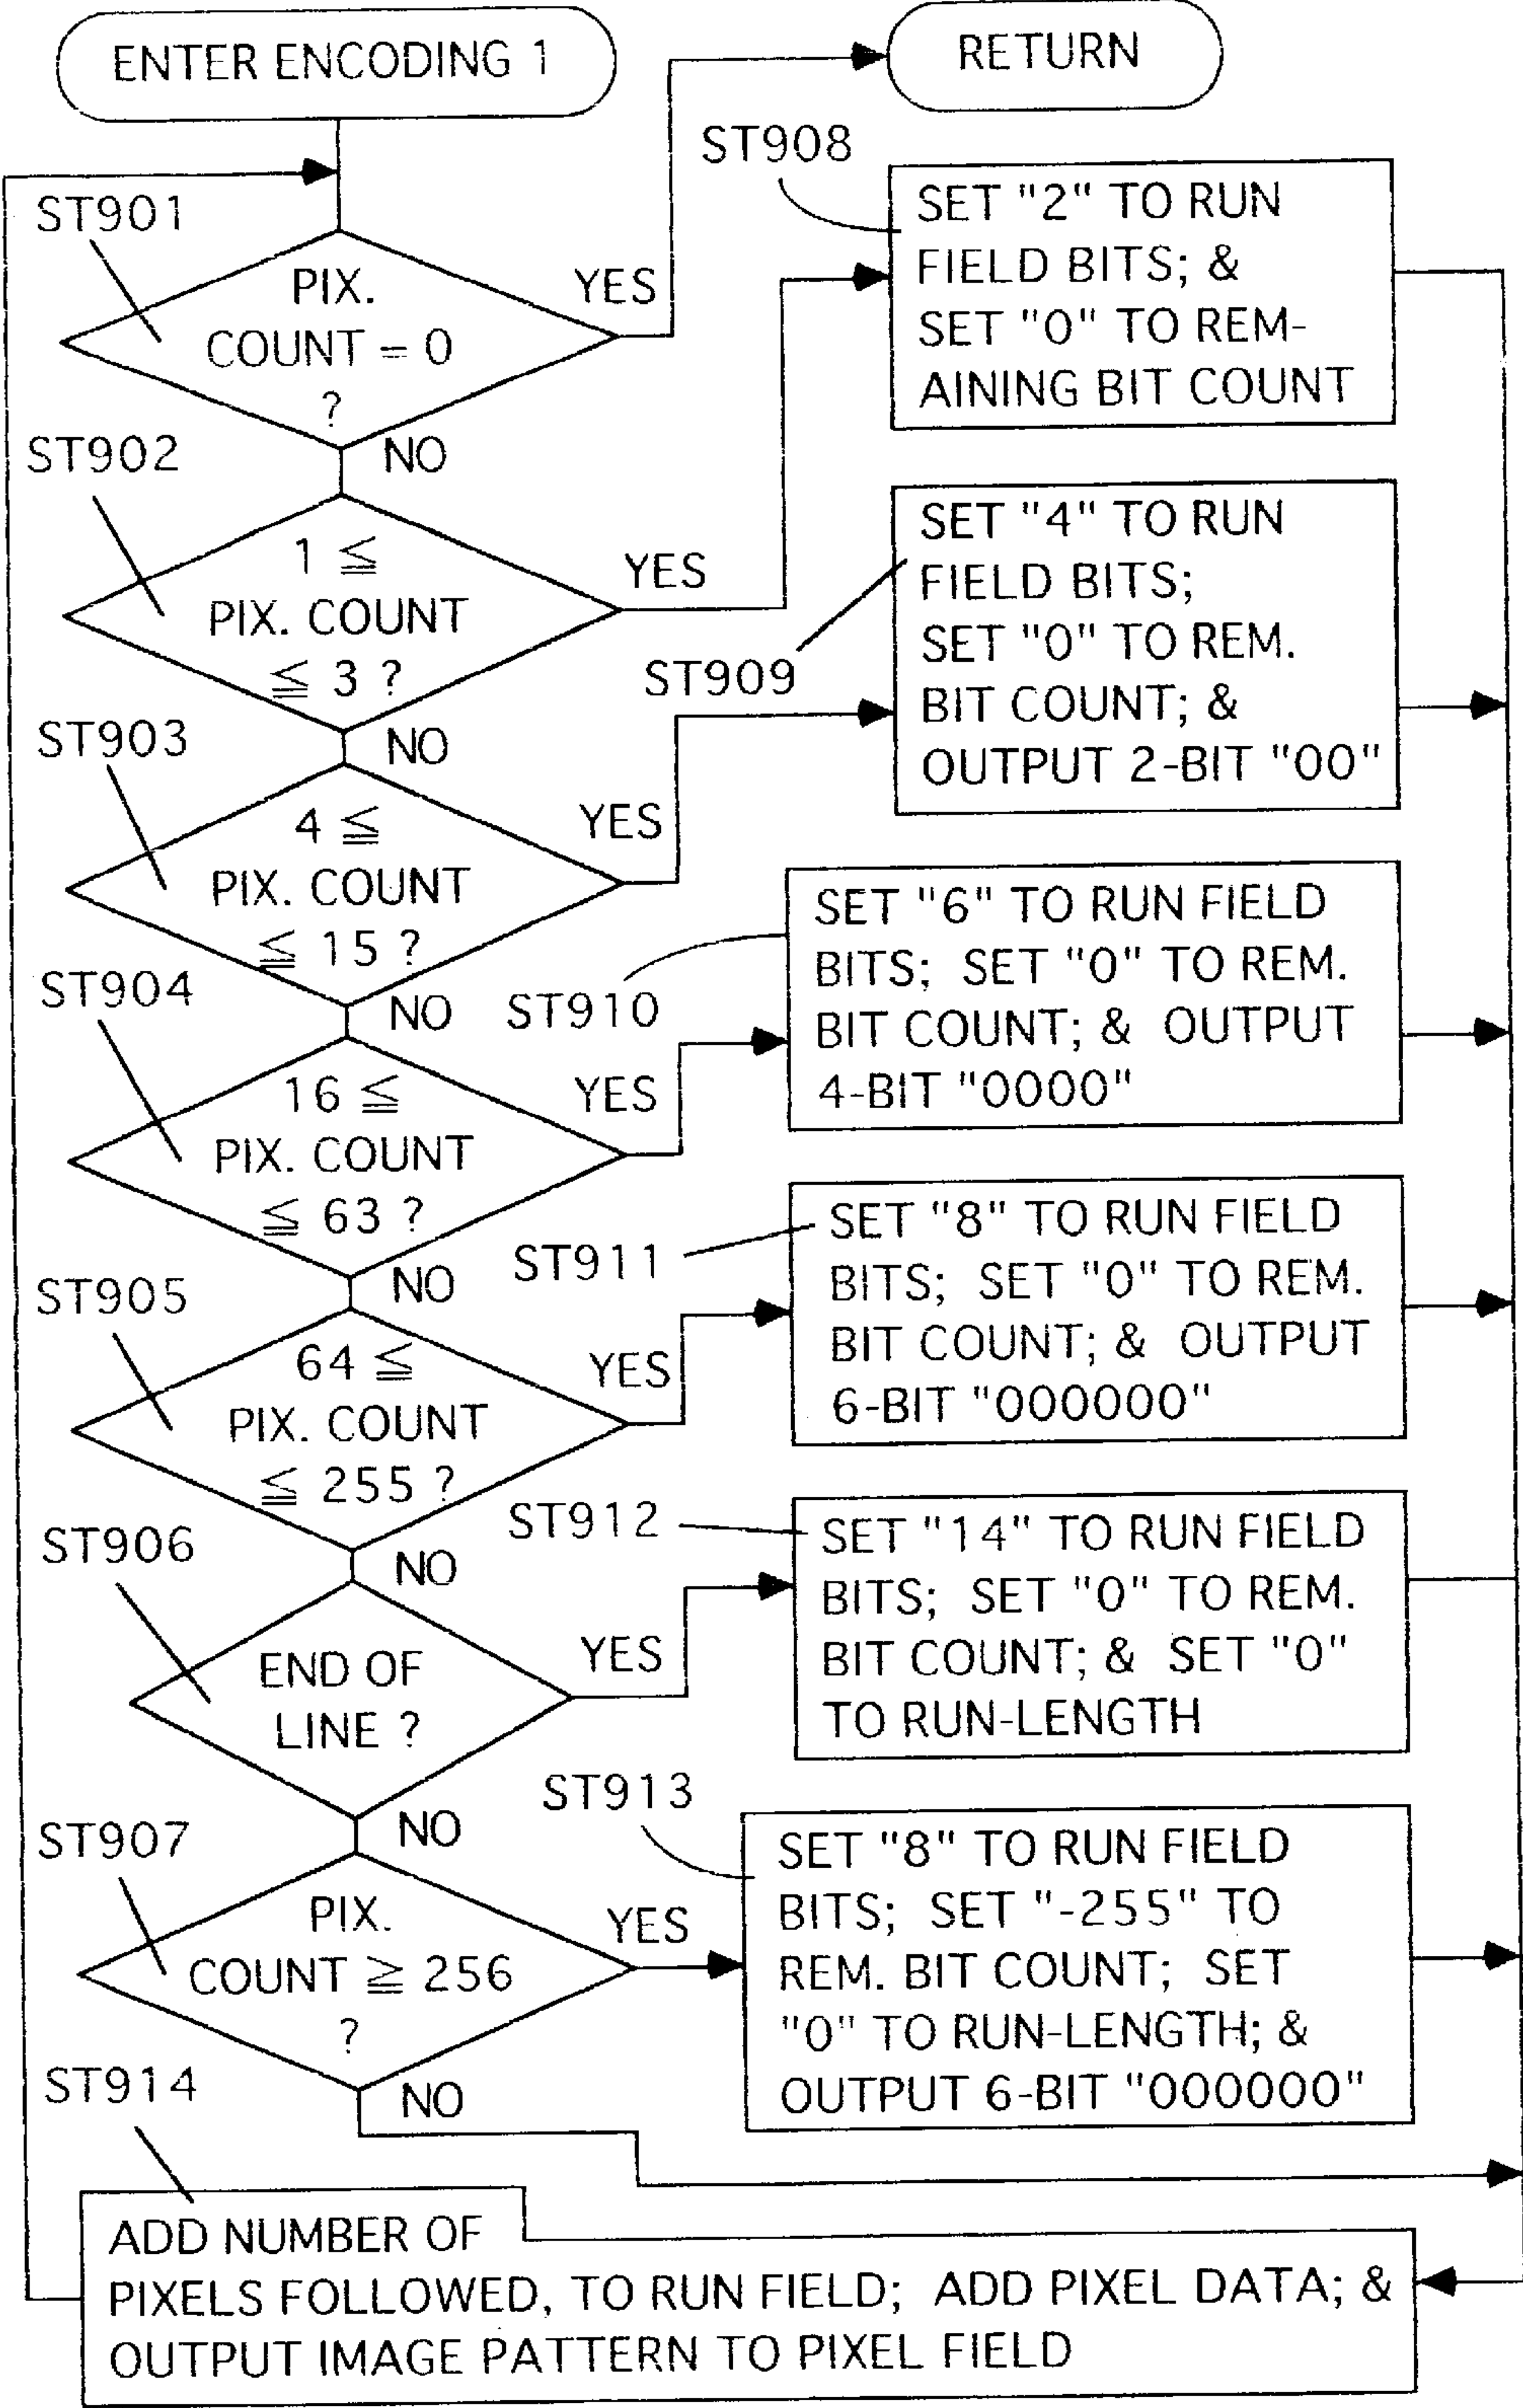 ENTER ENCODING 1
RETURN
ST901
PIX.
COUNT = 0
?
YES
NO
ST908
SET "2" TO RUN
FIELD BITS; &
SET "0" TO REM-
AINING BIT COUNT
ST902
1 ≦
PIX. COUNT
≦ 3 ?
YES
NO
ST909
SET "4" TO RUN
FIELD BITS;
SET "0" TO REM.
BIT COUNT; &
OUTPUT 2-BIT "00"
ST903
4 ≦
PIX. COUNT
≦ 15 ?
YES
NO
ST910
SET "6" TO RUN FIELD
BITS; SET "0" TO REM.
BIT COUNT; & OUTPUT
4-BIT "0000"
ST904
16 ≦
PIX. COUNT
≦ 63 ?
YES
NO
ST911
SET "8" TO RUN FIELD
BITS; SET "0" TO REM.
BIT COUNT; & OUTPUT
6-BIT "000000"
ST905
64 ≦
PIX. COUNT
≦ 255 ?
YES
NO
ST912
SET "14" TO RUN FIELD
BITS; SET "0" TO REM.
BIT COUNT; & SET "0"
TO RUN-LENGTH
ST906
END OF
LINE ?
YES
NO
ST913
SET "8" TO RUN FIELD
BITS; SET "-255" TO
REM. BIT COUNT; SET
"0" TO RUN-LENGTH; &
OUTPUT 6-BIT "000000"
ST907
PIX.
COUNT ≧ 256
?
YES
NO
ST914
ADD NUMBER OF
PIXELS FOLLOWED, TO RUN FIELD; ADD PIXEL DATA; &
OUTPUT IMAGE PATTERN TO PIXEL FIELD